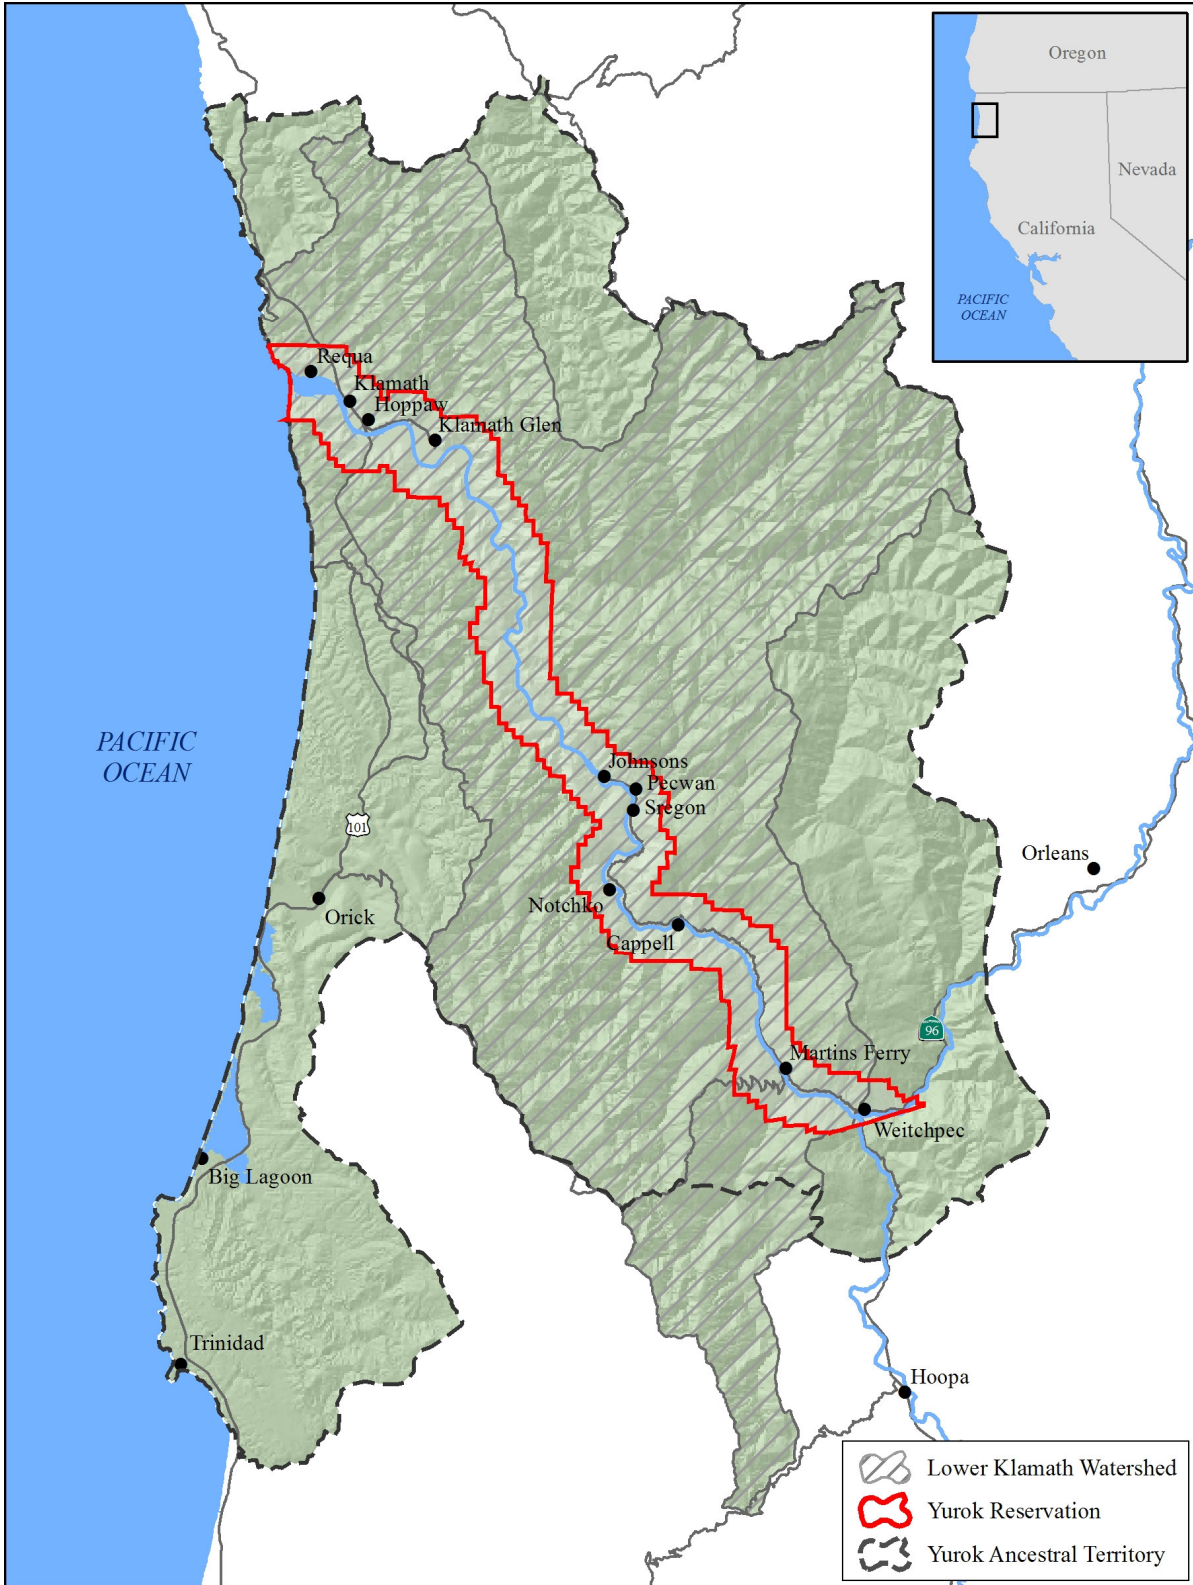 Oregon
Nevada
California
PACIFIC
OCEAN
Requa
Klamath
Hoppaw
Klamath Glen
PACIFIC
OCEAN
Johnsons
Pecwan
Sregon
101
Orleans
Notchko
Orick
Cappell
96
Martins Ferry
Weitchpec
Big Lagoon
Trinidad
Hoopa
Lower Klamath Watershed
Yurok Reservation
Yurok Ancestral Territory